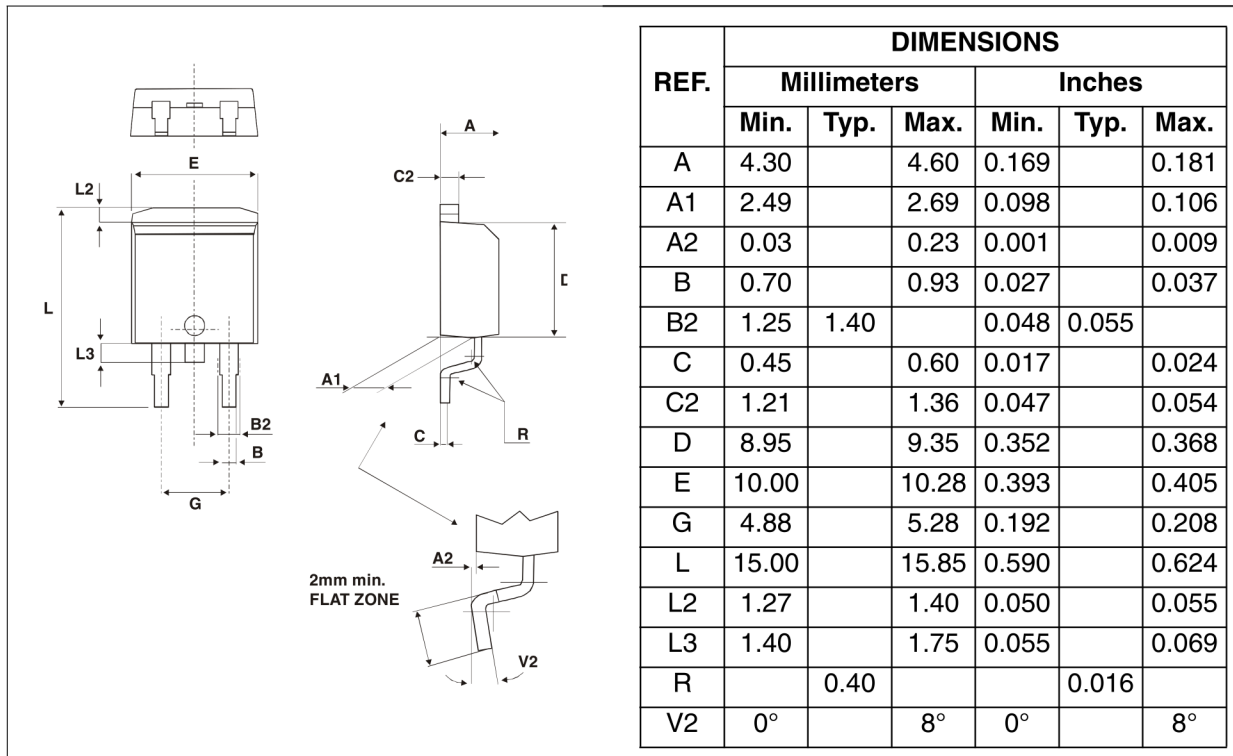 A
E
C2
L2
D
L
L3
A1
B2
C
R
B
G
A2
2mm min.
FLAT ZONE
V2
REF. DIMENSIONS
Millimeters Inches
Min. Typ. Max. Min. Typ. Max.
A 4.30 4.60 0.169 0.181
A1 2.49 2.69 0.098 0.106
A2 0.03 0.23 0.001 0.009
B 0.70 0.93 0.027 0.037
B2 1.25 1.40 0.048 0.055
C 0.45 0.60 0.017 0.024
C2 1.21 1.36 0.047 0.054
D 8.95 9.35 0.352 0.368
E 10.00 10.28 0.393 0.405
G 4.88 5.28 0.192 0.208
L 15.00 15.85 0.590 0.624
L2 1.27 1.40 0.050 0.055
L3 1.40 1.75 0.055 0.069
R 0.40 0.016
V2 0° 8° 0° 8°